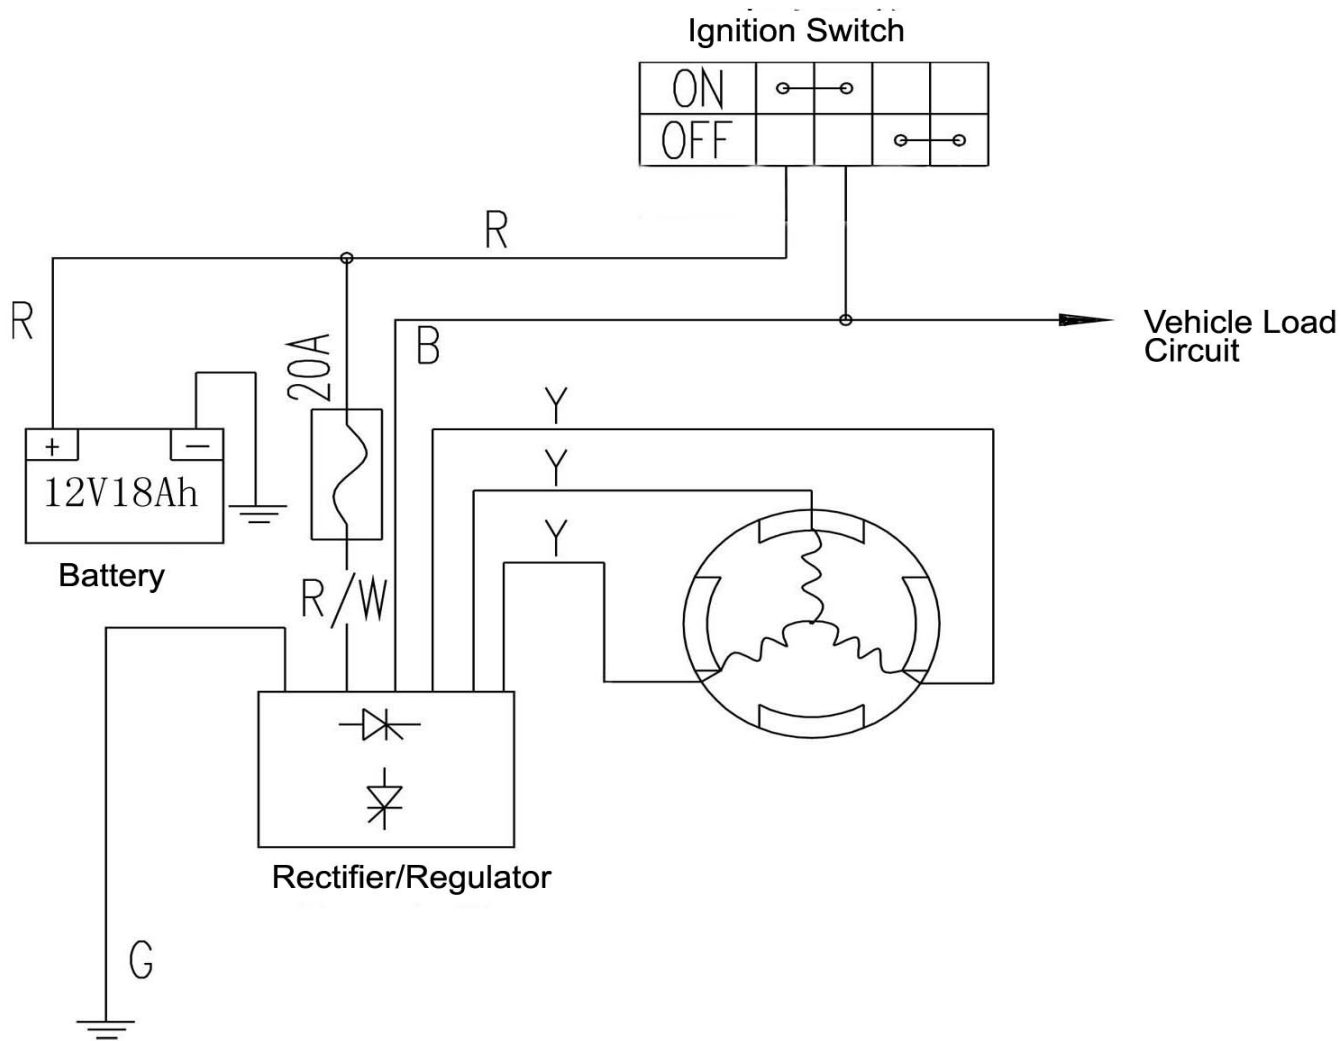 Ignition Switch
ON
OFF
R
R
20A
B
Vehicle Load
Circuit
Y
Y
Y
+ −
12V18Ah
Battery
R/W
Rectifier/Regulator
G